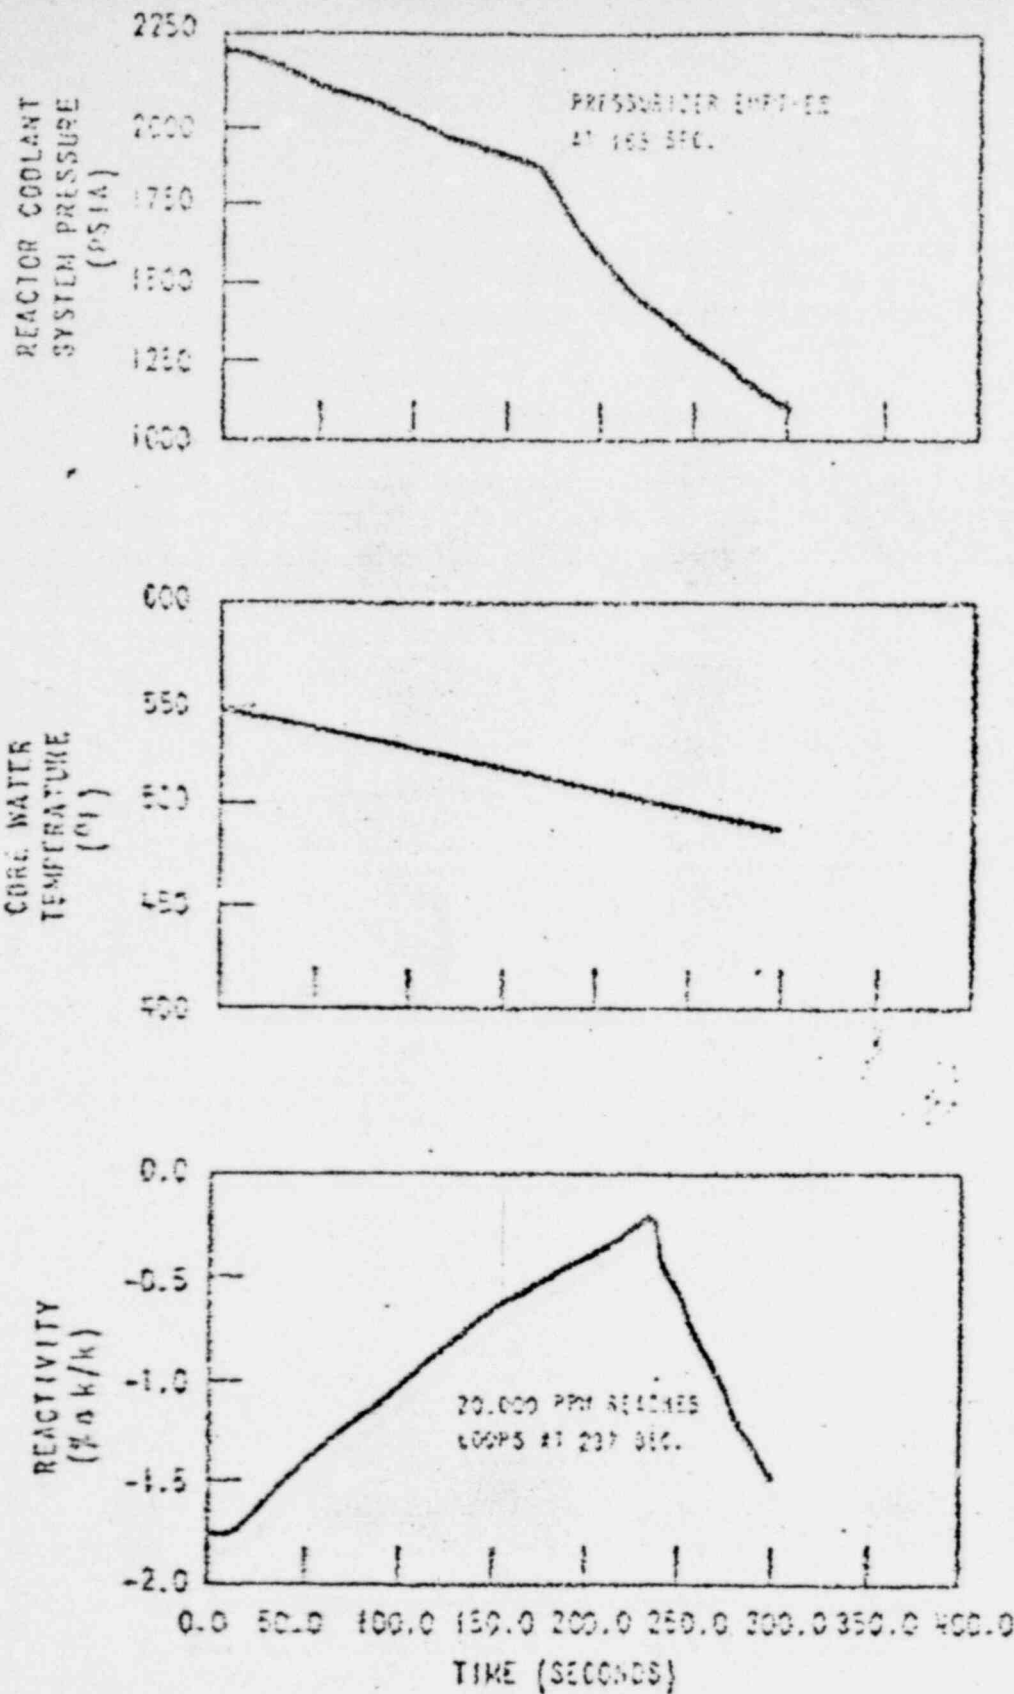 REACTOR COOLANT
SYSTEM PRESSURE
(PSIA)
2250
2000
1750
1500
1250
1000
PRESSURIZER EMPTIES
AT 165 SEC.
CORE WATER
TEMPERATURE
(°F)
600
550
500
450
400
REACTIVITY
(% Δ k/k)
0.0
-0.5
-1.0
-1.5
-2.0
20,000 PPM REACHES
LOOPS AT 237 SEC.
0.0 50.0 100.0 150.0 200.0 250.0 300.0 350.0 400.0
TIME (SECONDS)